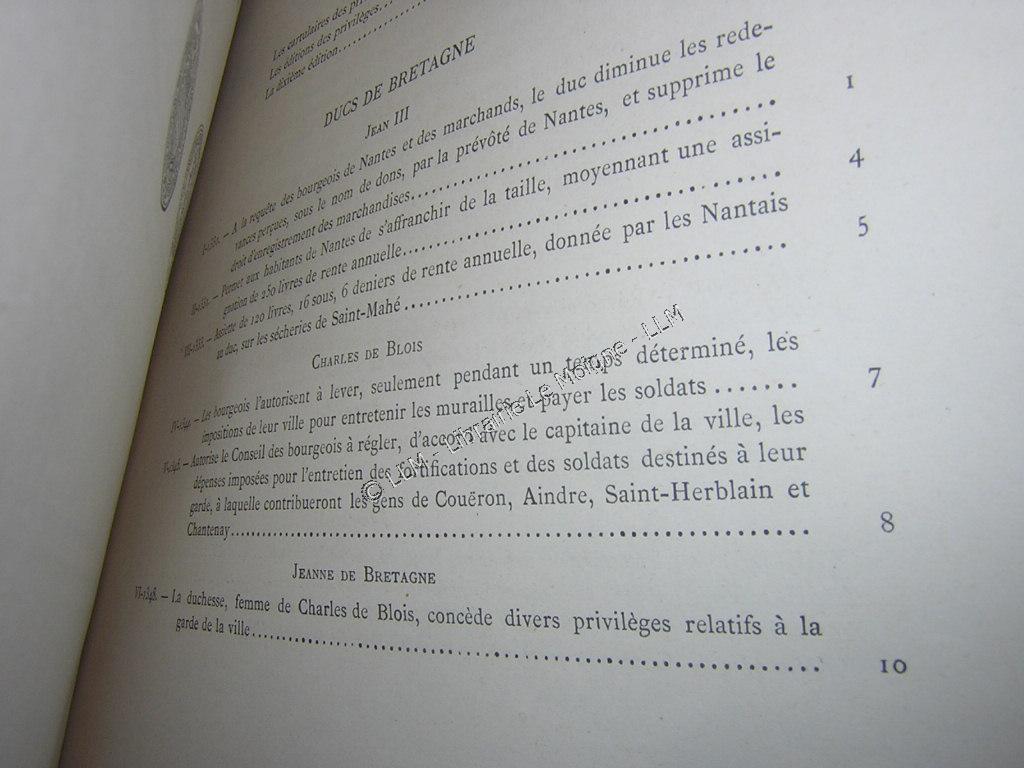 Les cartulaires des pri
Les éditions des privilèges...
La dixième édition............
DUCS DE BRETAGNE
JEAN III
A la requête des bourgeois de Nantes et des marchands, le duc diminue les rede-
vances perçues, sous le nom de dons, par la prévôté de Nantes, et supprime le
droit d'enregistrement des marchandises........................................ 1
Permet aux habitants de Nantes de s'affranchir de la taille, moyennant une assi-
gnation de 250 livres de rente annuelle........................................ 4
Assiette de 120 livres, 16 sous, 6 deniers de rente annuelle, donnée par les Nantais
au duc, sur les sécheries de Saint-Mahé........................................ 5
CHARLES DE BLOIS
Les bourgeois l'autorisent à lever, seulement pendant un temps déterminé, les
impositions de leur ville pour entretenir les murailles et payer les soldats....... 7
Autorise le Conseil des bourgeois à régler, d'accord avec le capitaine de la ville, les
dépenses imposées pour l'entretien des fortifications et des soldats destinés à leur
garde, à laquelle contribueront les gens de Couëron, Aindre, Saint-Herblain et
Chantenay........................................ 8
JEANNE DE BRETAGNE
VI-1348. — La duchesse, femme de Charles de Blois, concède divers privilèges relatifs à la
garde de la ville........................................ 10
© LLM - Librairie Le Moigne - LLM